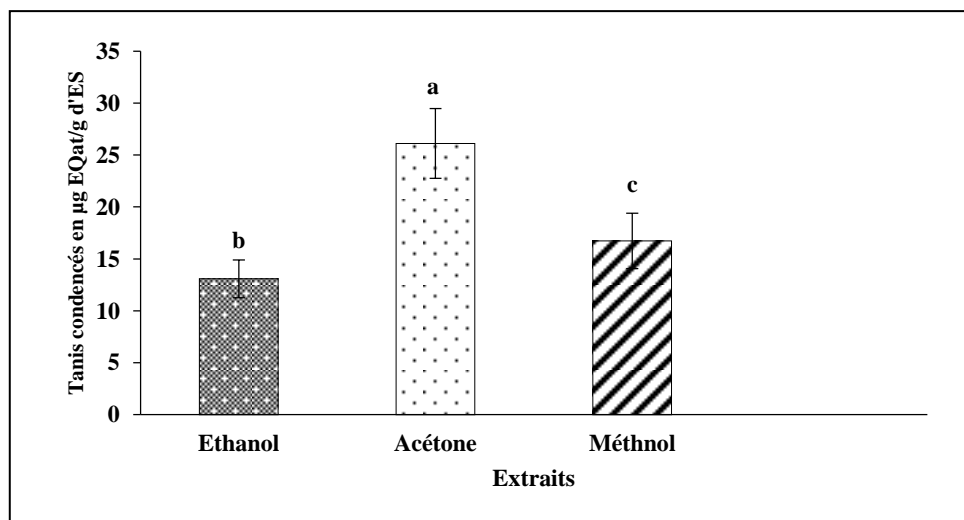 Tanis condencés en µg EQat/g d'ES
35
30
25
20
15
10
5
0
b
a
c
Ethanol Acétone Méthnol
Extraits